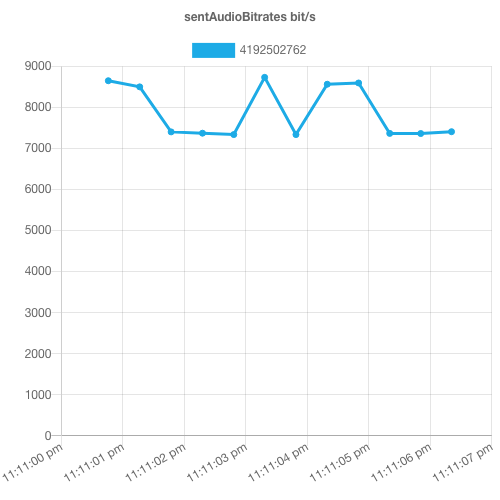 sentAudioBitrates bit/s
4192502762
9000
8000
7000
6000
5000
4000
3000
2000
1000
0
11:11:00 pm
11:11:01 pm
11:11:02 pm
11:11:03 pm
11:11:04 pm
11:11:05 pm
11:11:06 pm
11:11:07 pm